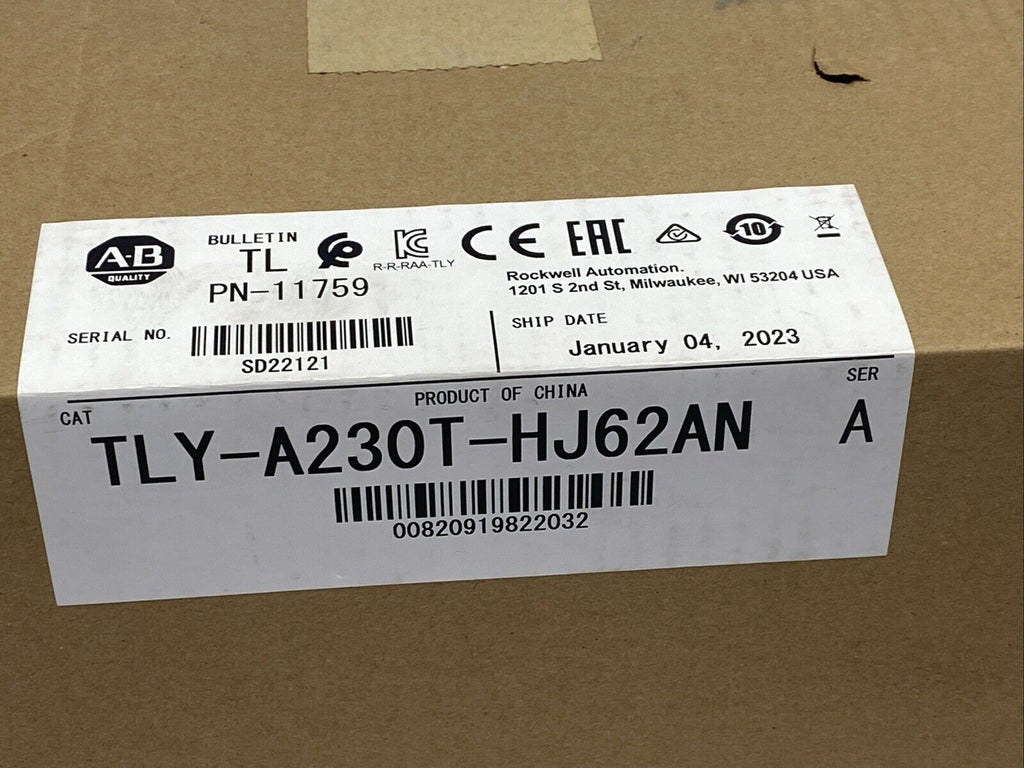 A-B
QUALITY
BULLETIN
TL
PN-11759
R-R-RAA-TLY
CE EAC
10
Rockwell Automation.
1201 S 2nd St, Milwaukee, WI 53204 USA
SERIAL NO.
SD22121
SHIP DATE
January 04, 2023
PRODUCT OF CHINA
CAT
SER
TLY-A230T-HJ62AN
A
00820919822032